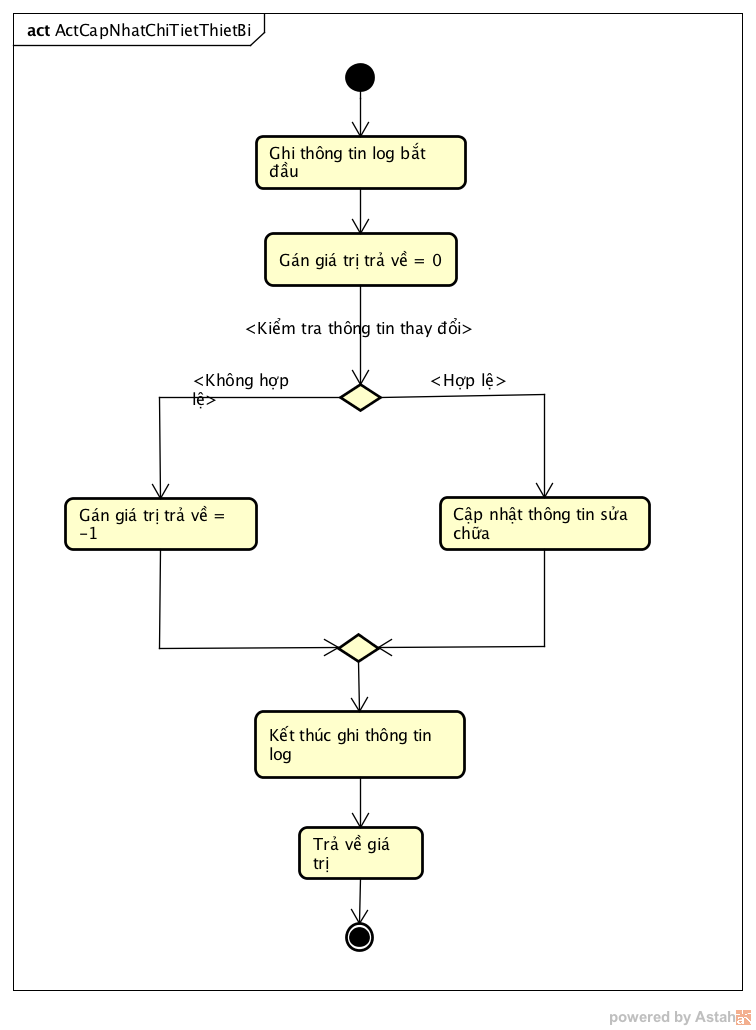 act ActCapNhatChiTietThietBi
Ghi thông tin log bắt
đầu
Gán giá trị trả về = 0
<Kiểm tra thông tin thay đổi>
<Không hợp
lệ>
<Hợp lệ>
Gán giá trị trả về =
-1
Cập nhật thông tin sửa
chữa
Kết thúc ghi thông tin
log
Trả về giá
trị
powered by Astah